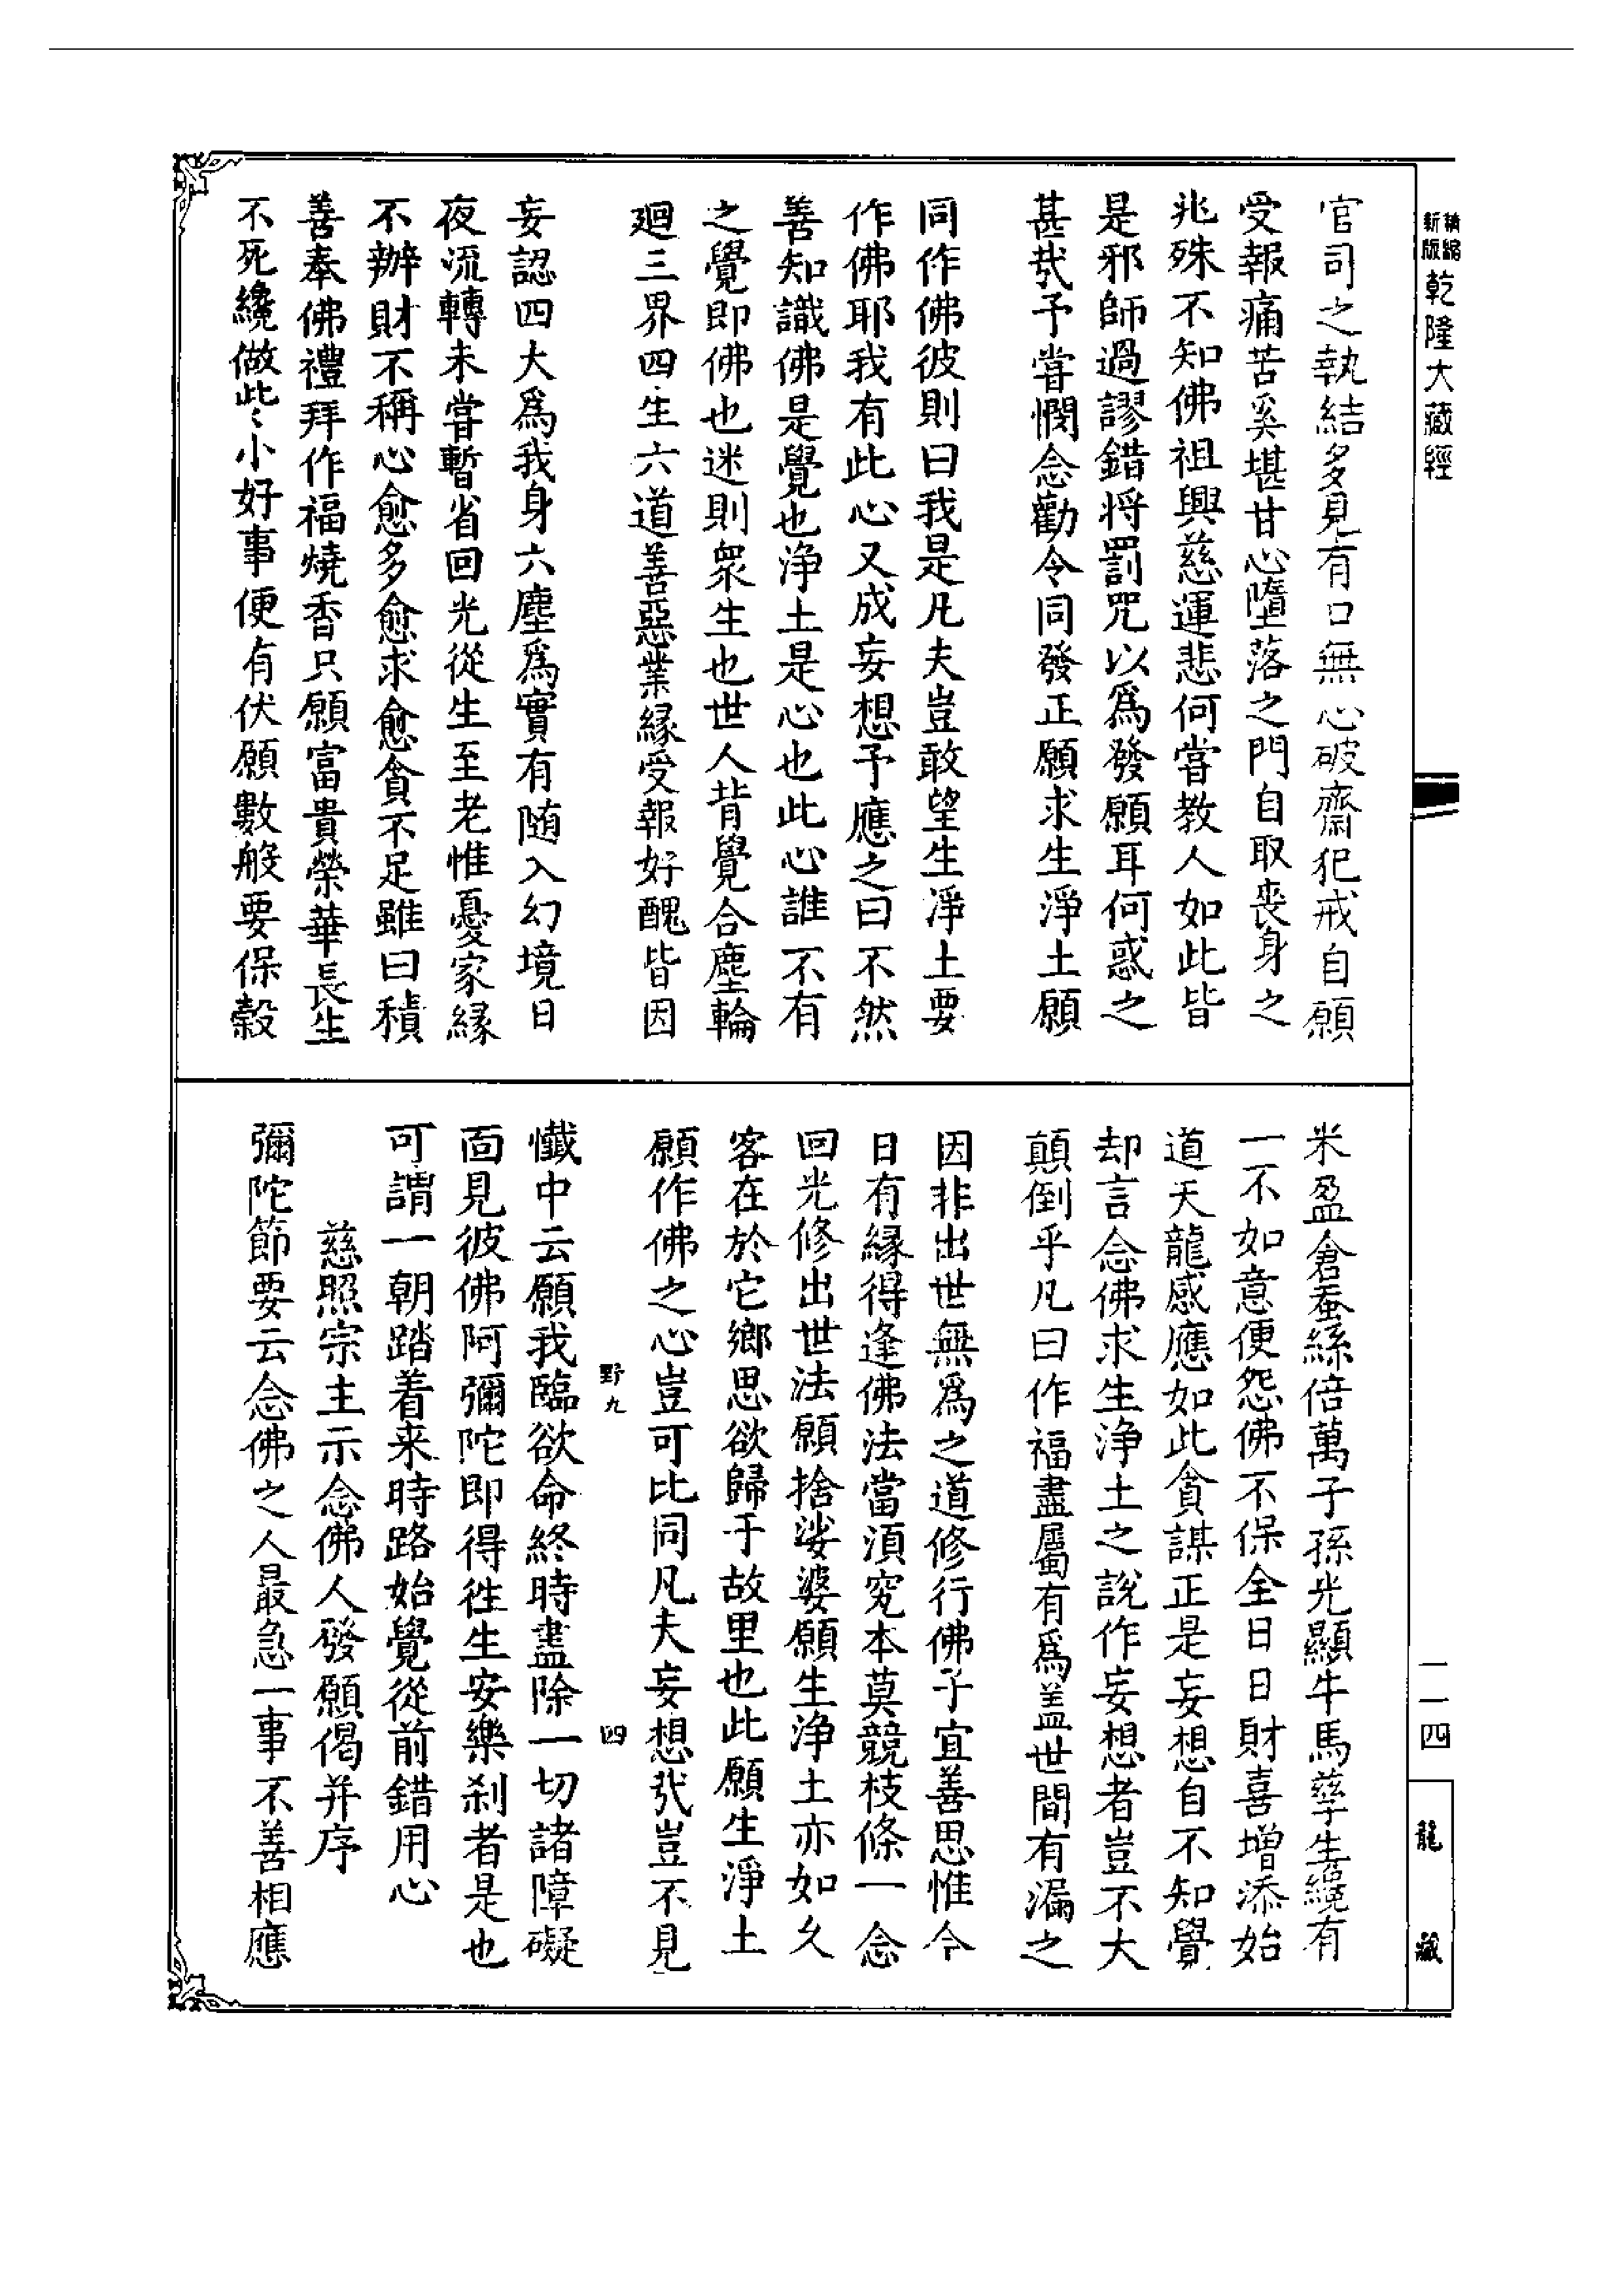 新版精縮乾隆大藏經
官司之執結多見有口無心破齋犯戒自願
受報痛苦奚堪甘心墮落之門自取喪身之
兆殊不知佛祖興慈運悲何甞教人如此皆
是邪師過謬錯将罰咒以爲發願耳何惑之
甚㢤予甞憫念勸令同發正願求生淨土願
同作佛彼則曰我是凡夫豈敢望生淨土要
作佛耶我有此心又成妄想予應之曰不然
善知識佛是覺也浄土是心也此心誰不有
之覺即佛也迷則衆生也世人背覺合塵輪
廻三界四生六道善惡業緣受報好醜皆因
妄認四大爲我身六塵爲實有随入幻境日
夜流轉未甞暫省回光從生至老惟憂家緣
不辦財不稱心愈多愈求愈貪不足雖曰積
善奉佛禮拜作福燒香只願富貴榮華長生
不死纔做些小好事便有伏願數般要保穀
米盈倉蚕絲倍萬子孫光顯牛馬孳生纔有
一不如意便怨佛不保全日日財喜增添始
道天龍感應如此貪謀正是妄想自不知覺
却言念佛求生浄土之說作妄想者豈不大
顛倒乎凡曰作福盡屬有爲盖世間有漏之
因非出世無爲之道修行佛子宜善思惟今
日有緣得逢佛法當須究本莫競枝條一念
回光修出世法願捨娑婆願生浄土亦如久
客在於它鄉思欲歸于故里也此願生淨土
願作佛之心豈可比同凡夫妄想㢤豈不見
野九 四
懺中云願我臨欲命終時盡除一切諸障礙
面見彼佛阿彌陀即得徃生安樂刹者是也
可謂一朝踏着来時路始覺從前錯用心
慈照宗主示念佛人發願偈并序
彌陀節要云念佛之人最急一事不善相應
一一四
龍藏